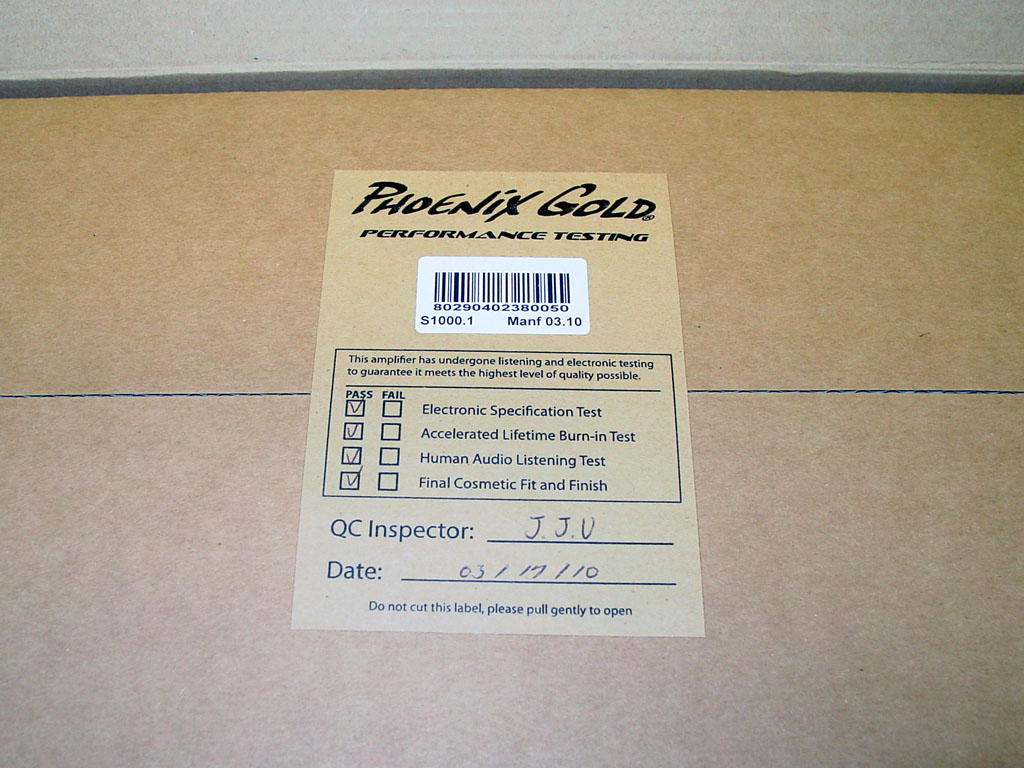 PHOENIX GOLD®
PERFORMANCE TESTING
80290402380050
S1000.1 Manf 03.10
This amplifier has undergone listening and electronic testing
to guarantee it meets the highest level of quality possible.
PASS FAIL
Electronic Specification Test
Accelerated Lifetime Burn-in Test
Human Audio Listening Test
Final Cosmetic Fit and Finish
QC Inspector: J.J.U
Date: 03/17/10
Do not cut this label, please pull gently to open